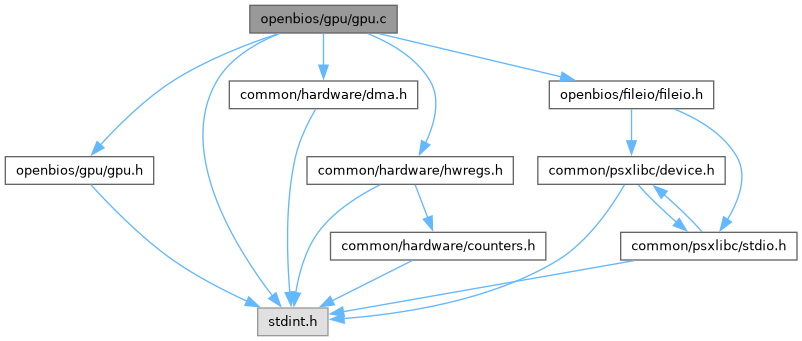 openbios/gpu/gpu.c
common/hardware/dma.h
openbios/fileio/fileio.h
openbios/gpu/gpu.h
common/hardware/hwregs.h
common/psxlibc/device.h
common/hardware/counters.h
common/psxlibc/stdio.h
stdint.h